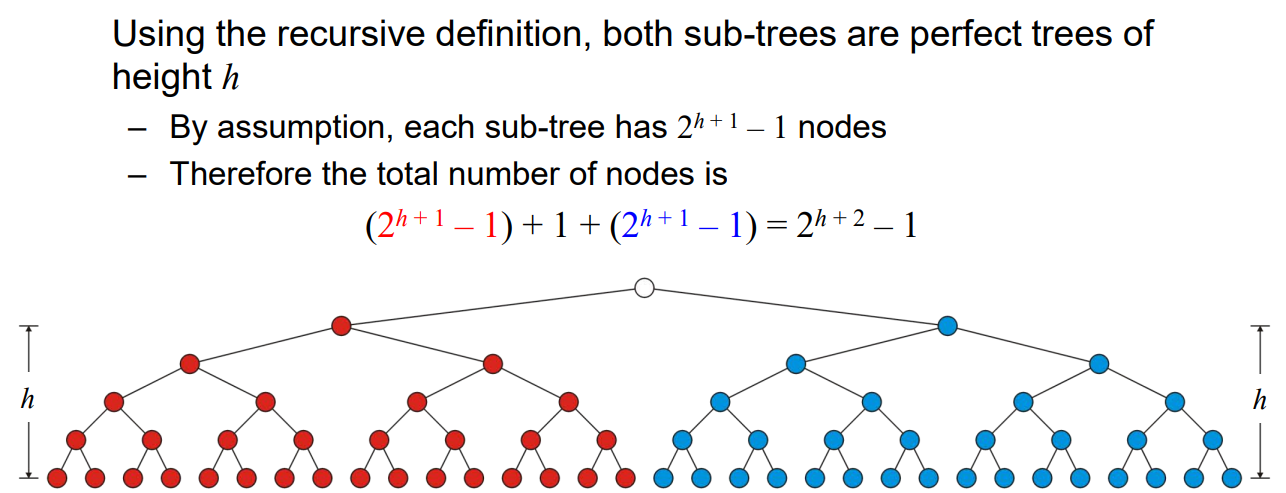 Using the recursive definition, both sub-trees are perfect trees of
height h
– By assumption, each sub-tree has 2^{h + 1} – 1 nodes
– Therefore the total number of nodes is
(2^{h + 1} – 1) + 1 + (2^{h + 1} – 1) = 2^{h + 2} – 1
h
h